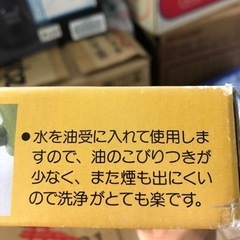 ●水を油受に入れて使用しま
すので、油のこびりつきが
少なく、また煙も出にくい
ので洗浄がとても楽です。